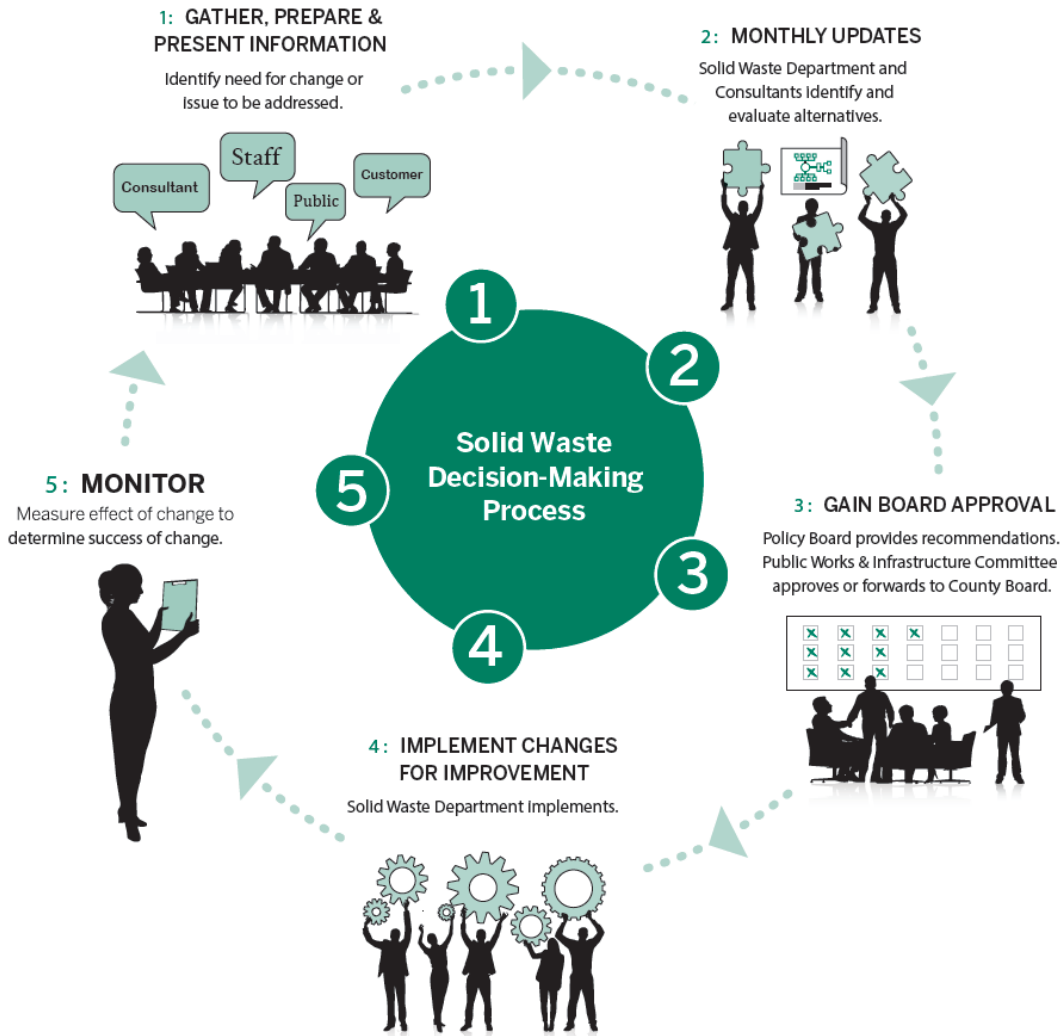 1: GATHER, PREPARE &
PRESENT INFORMATION
Identify need for change or
issue to be addressed.
Consultant
Staff
Public
Customer
2: MONTHLY UPDATES
Solid Waste Department and
Consultants identify and
evaluate alternatives.
1
2
3
4
5
Solid Waste
Decision-Making
Process
3: GAIN BOARD APPROVAL
Policy Board provides recommendations.
Public Works & Infrastructure Committee
approves or forwards to County Board.
4: IMPLEMENT CHANGES
FOR IMPROVEMENT
Solid Waste Department implements.
5: MONITOR
Measure effect of change to
determine success of change.